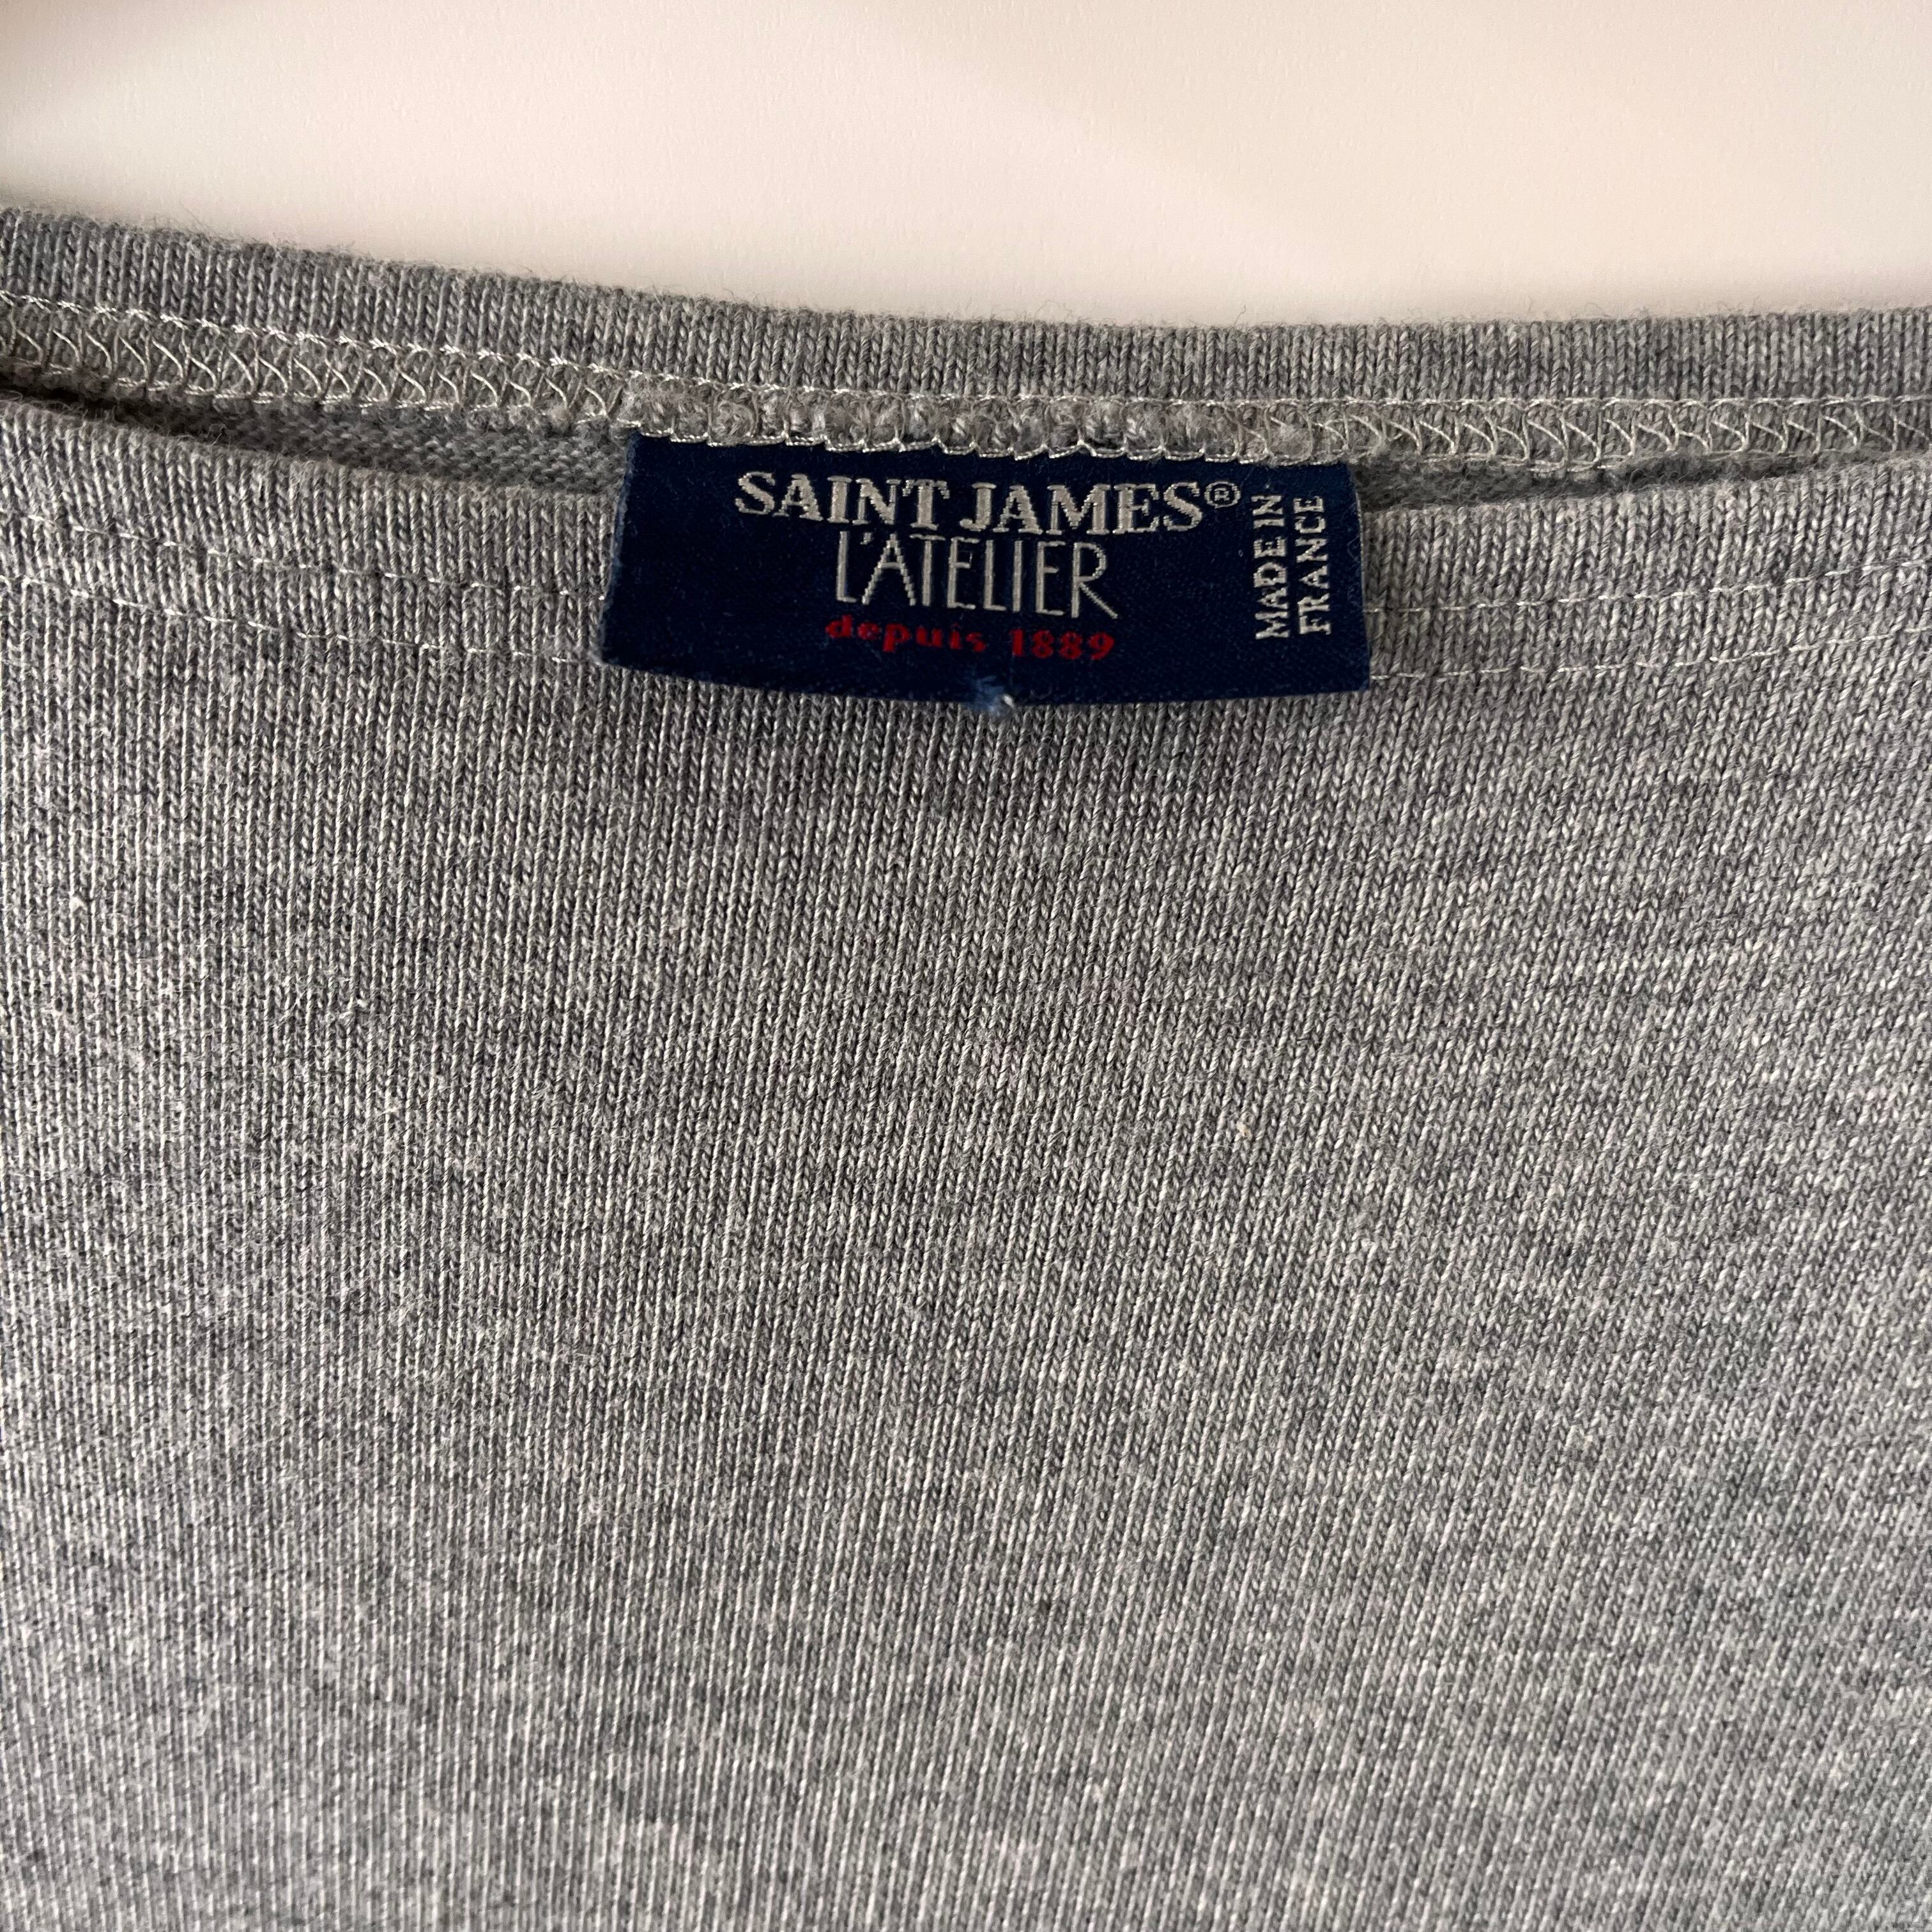 SAINT JAMES®
L'ATELIER
depuis 1889
MADE IN
FRANCE